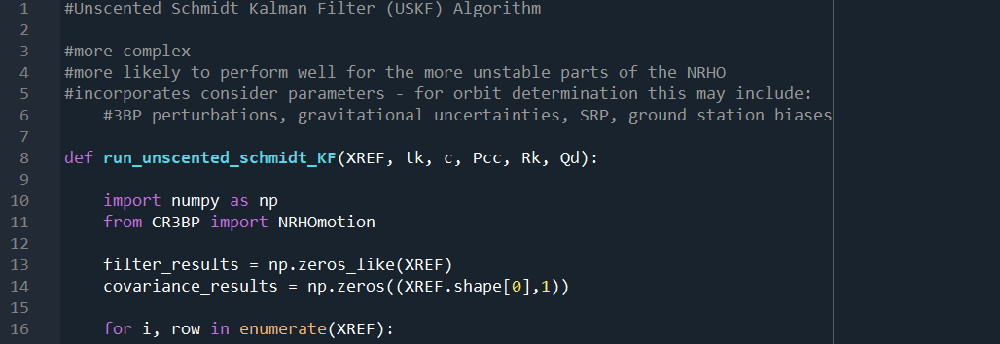 1 #Unscented Schmidt Kalman Filter (USKF) Algorithm
2
3 #more complex
4 #more likely to perform well for the more unstable parts of the NRHO
5 #incorporates consider parameters - for orbit determination this may include:
6     #3BP perturbations, gravitational uncertainties, SRP, ground station biases
7
8 def run_unscented_schmidt_KF(XREF, tk, c, Pcc, Rk, Qd):
9
10     import numpy as np
11     from CR3BP import NRHOmotion
12
13     filter_results = np.zeros_like(XREF)
14     covariance_results = np.zeros((XREF.shape[0],1))
15
16     for i, row in enumerate(XREF):